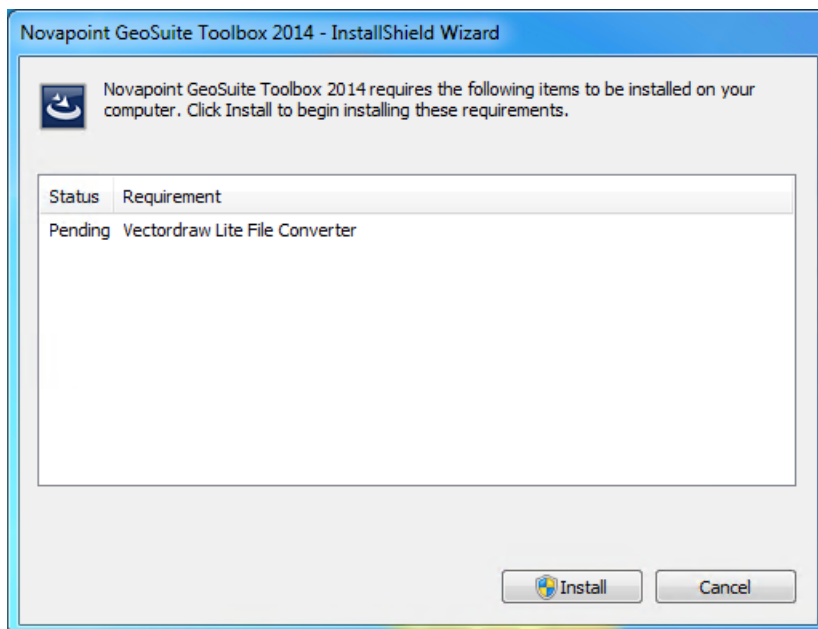 Novapoint GeoSuite Toolbox 2014 - InstallShield Wizard
Novapoint GeoSuite Toolbox 2014 requires the following items to be installed on your
computer. Click Install to begin installing these requirements.
Status Requirement
Pending Vectordraw Lite File Converter
Install Cancel